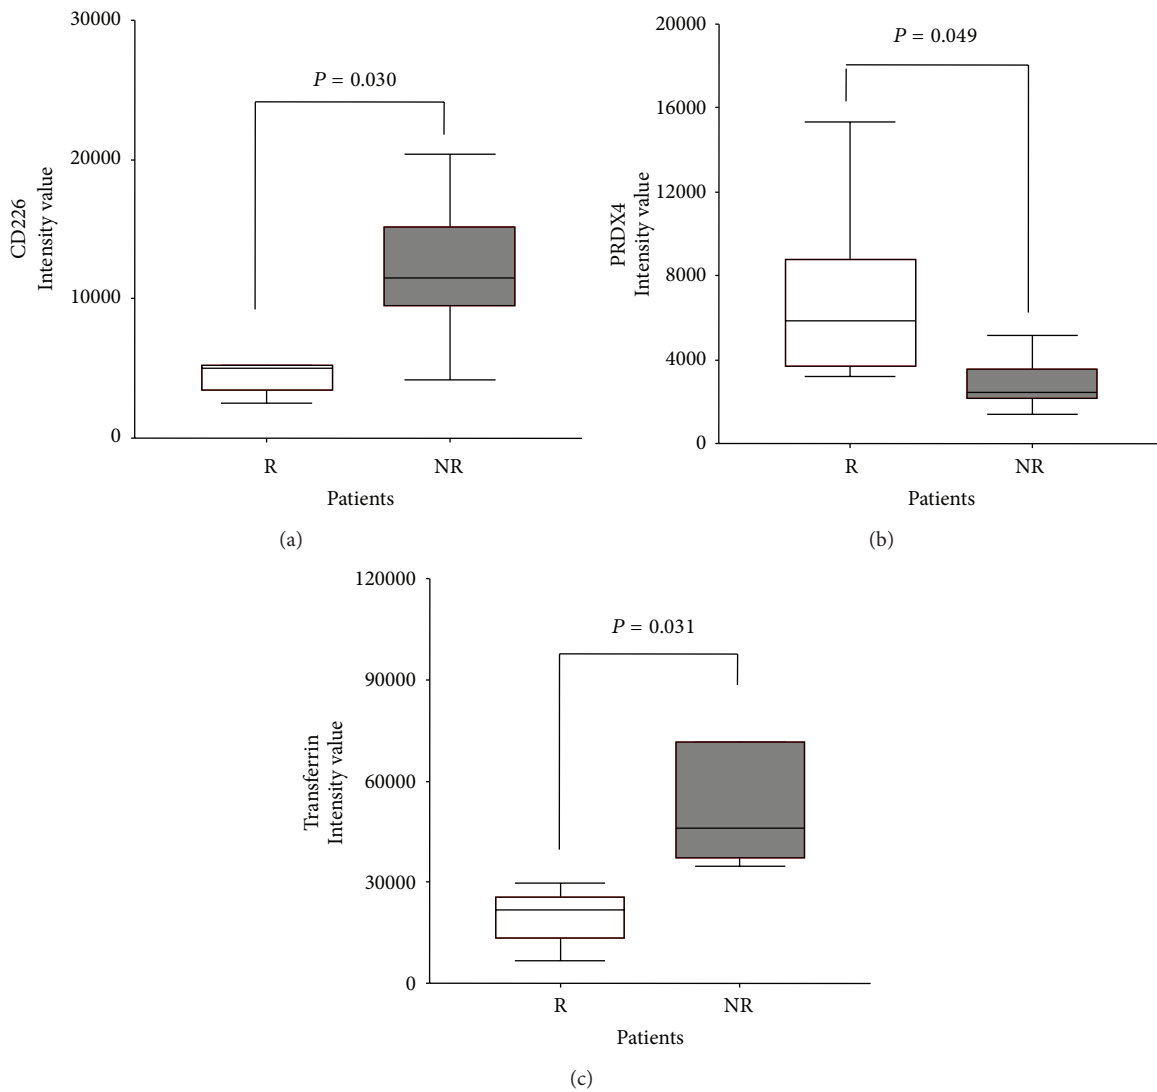 30000
20000
10000
0
CD226
Intensity value
P = 0.030
R
NR
Patients
(a)
20000
16000
12000
8000
4000
0
PRDX4
Intensity value
P = 0.049
R
NR
Patients
(b)
120000
90000
60000
30000
0
Transferrin
Intensity value
P = 0.031
R
NR
Patients
(c)